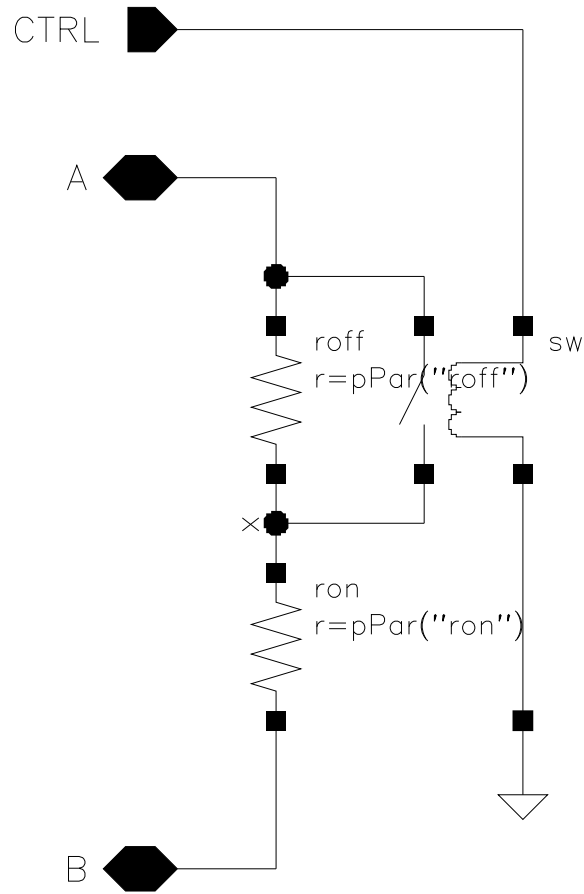 CTRL
A
roff
sw
r=pPar("roff")
x
ron
r=pPar("ron")
B